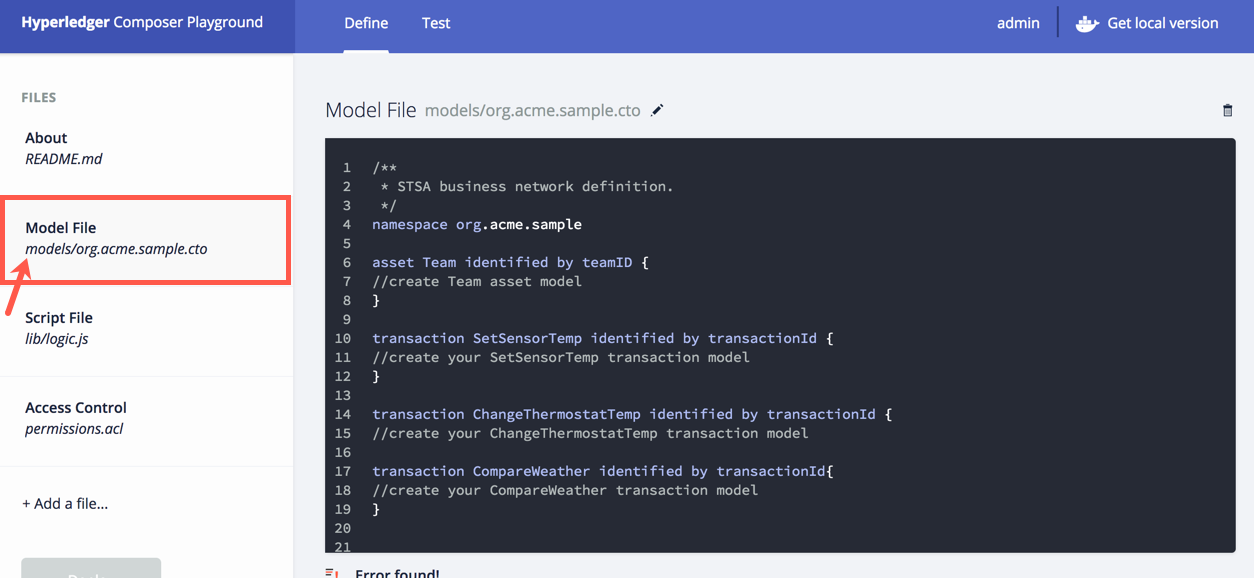 Hyperledger Composer Playground
Define
Test
admin
Get local version
FILES
About
README.md
Model File
models/org.acme.sample.cto
Script File
lib/logic.js
Access Control
permissions.acl
+ Add a file...
Model File models/org.acme.sample.cto
1 /**
2 * STSA business network definition.
3 */
4 namespace org.acme.sample
5
6 asset Team identified by teamID {
7 //create Team asset model
8 }
9
10 transaction SetSensorTemp identified by transactionId {
11 //create your SetSensorTemp transaction model
12 }
13
14 transaction ChangeThermostatTemp identified by transactionId {
15 //create your ChangeThermostatTemp transaction model
16
17 transaction CompareWeather identified by transactionId{
18 //create your CompareWeather transaction model
19 }
20
21
Error found!